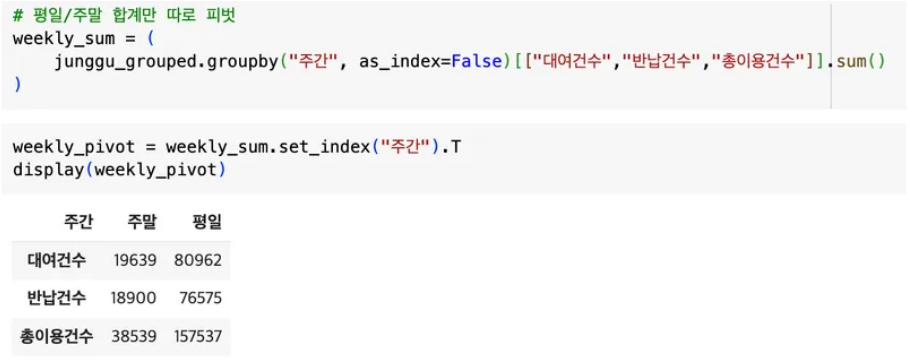 # 평일/주말 합계만 따로 피벗
weekly_sum = (
    junggu_grouped.groupby("주간", as_index=False)[["대여건수","반납건수","총이용건수"]].sum()
)
weekly_pivot = weekly_sum.set_index("주간").T
display(weekly_pivot)
주간 주말 평일
대여건수 19639 80962
반납건수 18900 76575
총이용건수 38539 157537